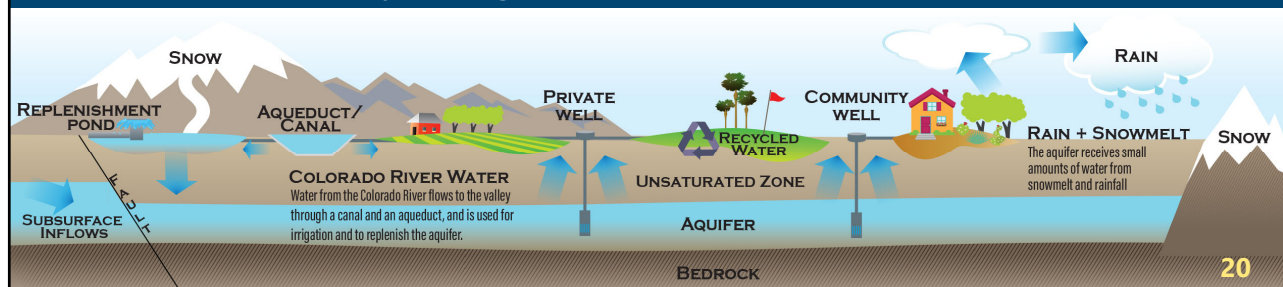 SNOW
REPLENISHMENT
POND
AQUEDUCT/
CANAL
PRIVATE
WELL
RECYCLED
WATER
COMMUNITY
WELL
RAIN
RAIN + SNOWMELT
The aquifer receives small
amounts of water from
snowmelt and rainfall
SNOW
COLORADO RIVER WATER
Water from the Colorado River flows to the valley
through a canal and an aqueduct, and is used for
irrigation and to replenish the aquifer.
UNSATURATED ZONE
FAULT
SUBSURFACE
INFLOWS
AQUIFER
BEDROCK
20